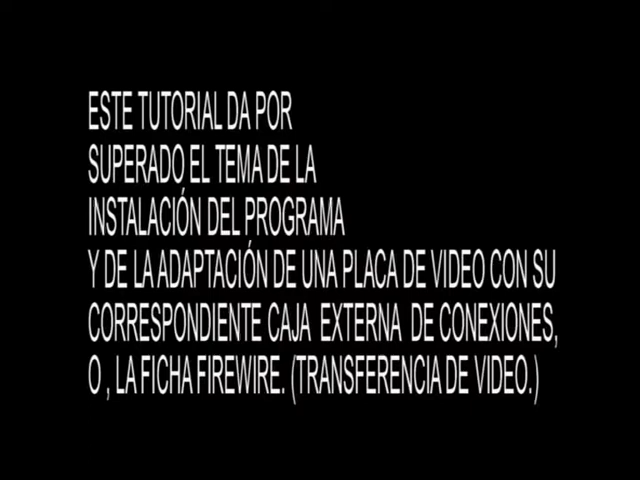 ESTE TUTORIAL DA POR
SUPERADO EL TEMA DE LA
INSTALACIÓN DEL PROGRAMA
Y DE LA ADAPTACIÓN DE UNA PLACA DE VIDEO CON SU
CORRESPONDIENTE CAJA EXTERNA DE CONEXIONES,
O , LA FICHA FIREWIRE. (TRANSFERENCIA DE VIDEO.)